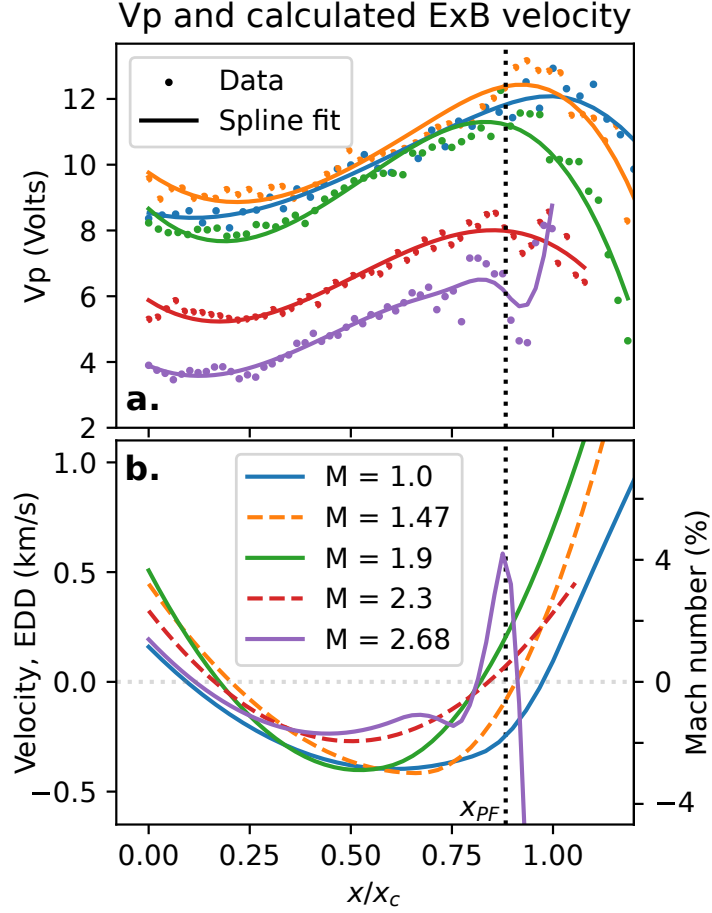 Vp and calculated ExB velocity
Data
Spline fit
12
10
8
6
4
2
Vp (Volts)
a.
b.
M = 1.0
M = 1.47
M = 1.9
M = 2.3
M = 2.68
1.0
0.5
0.0
−0.5
Velocity, EDD (km/s)
4
0
−4
Mach number (%)
x_{PF}
0.00 0.25 0.50 0.75 1.00
x/x_c